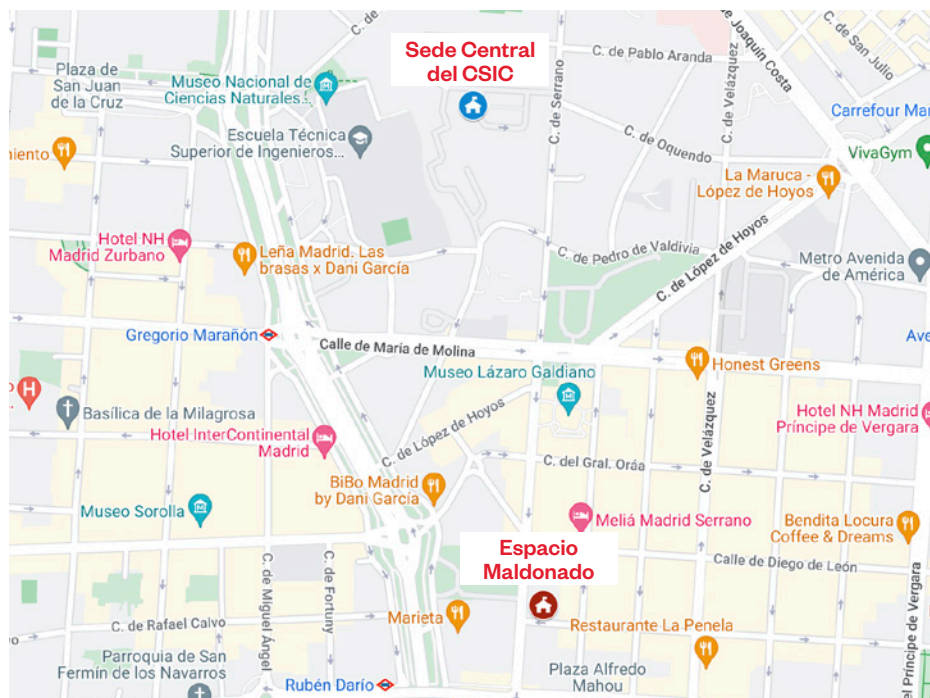 Sede Central
del CSIC
C. de Pablo Aranda
de Joaquín Costa
C. de San Julio
Plaza de
San Juan
de la Cruz
Museo Nacional de
Ciencias Naturales...
C. de Serrano
C. de Velázquez
Carrefour Mar
Escuela Técnica
Superior de Ingenieros...
C. de Oquendo
VivaGym
miento
La Maruca -
López de Hoyos
Hotel NH
Madrid Zurbano
Leña Madrid. Las
brasas x Dani García
C. de Pedro de Valdivia
C. de López de Hoyos
Metro Avenida
de América
Gregorio Marañón
Calle de María de Molina
Ave
Honest Greens
Museo Lázaro Galdiano
H
Basílica de la Milagrosa
C. de López de Hoyos
C. de Velázquez
Hotel NH Madrid
Príncipe de Vergara
Hotel InterContinental
Madrid
C. del Gral. Oráa
BiBo Madrid
by Dani García
Museo Sorolla
Meliá Madrid Serrano
Bendita Locura
Coffee & Dreams
Espacio
Maldonado
Calle de Diego de León
C. de Miguel Ángel
C. de Fortuny
Marieta
C. de Rafael Calvo
Restaurante La Penela
el Príncipe de Vergara
Parroquia de San
Fermín de los Navarros
Plaza Alfredo
Mahou
Rubén Darío